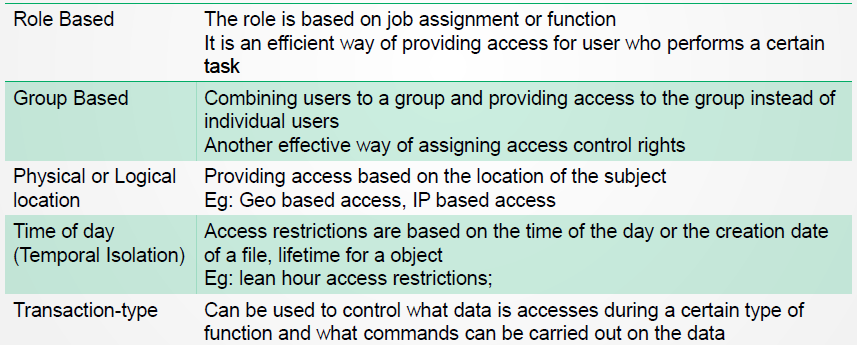 Role Based
The role is based on job assignment or function
It is an efficient way of providing access for user who performs a certain
task
Group Based
Combining users to a group and providing access to the group instead of
individual users
Another effective way of assigning access control rights
Physical or Logical
location
Providing access based on the location of the subject
Eg: Geo based access, IP based access
Time of day
(Temporal Isolation)
Access restrictions are based on the time of the day or the creation date
of a file, lifetime for a object
Eg: lean hour access restrictions;
Transaction-type
Can be used to control what data is accesses during a certain type of
function and what commands can be carried out on the data